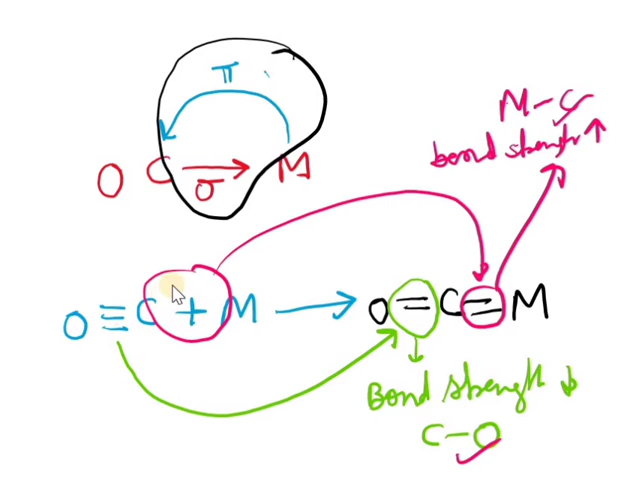 π
O C → M
σ
M - C
bond strength ↑
O ≡ C + M → O = C = M
Bond strength ↓
C - O